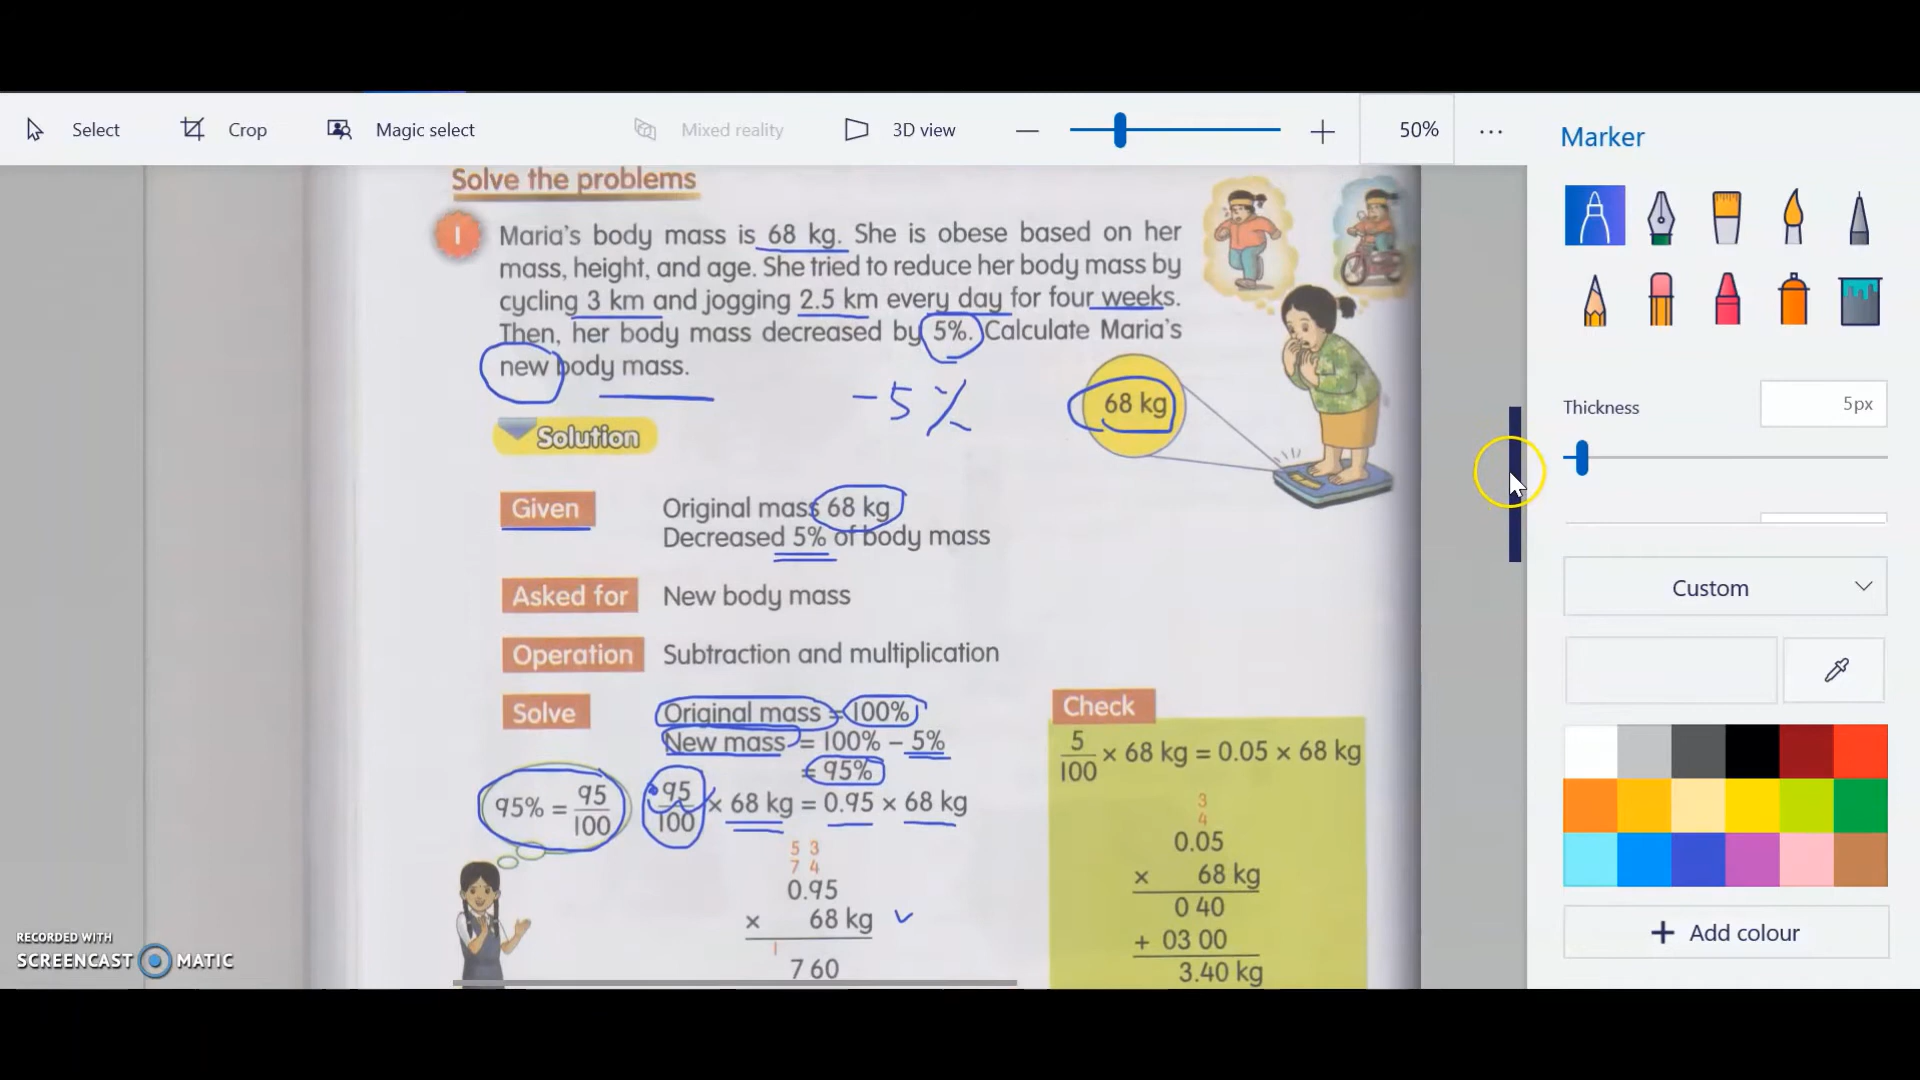 Select
Crop
Magic select
Mixed reality
3D view
50%
Marker
Solve the problems
1
Maria's body mass is 68 kg. She is obese based on her
mass, height, and age. She tried to reduce her body mass by
cycling 3 km and jogging 2.5 km every day for four weeks.
Then, her body mass decreased by 5%. Calculate Maria's
new body mass.
-5%
68 kg
Thickness
5px
Solution
Given
Original mass 68 kg
Decreased 5% of body mass
Custom
Asked for
New body mass
Operation
Subtraction and multiplication
Solve
Original mass = 100%
New mass = 100% – 5%
= 95%
95% = 95/100
95/100 × 68 kg = 0.95 × 68 kg
5 3
7 4
0.95
× 68 kg
1
7 60
Check
5/100 × 68 kg = 0.05 × 68 kg
3
4
0.05
× 68 kg
0 40
+ 03 00
3.40 kg
Add colour
RECORDED WITH
SCREENCAST MATIC